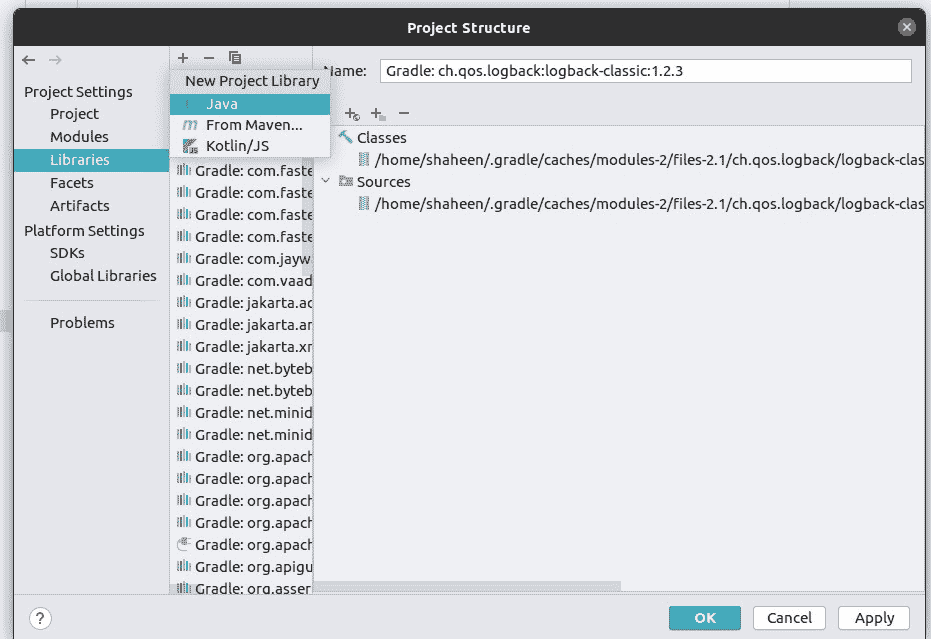 Project Structure
Project Settings
Project
Modules
Libraries
Facets
Artifacts
Platform Settings
SDKs
Global Libraries
Problems
New Project Library
Java
From Maven...
Kotlin/JS
Gradle: com.faste
Gradle: com.faste
Gradle: com.faste
Gradle: com.faste
Gradle: com.jayw
Gradle: com.vaad
Gradle: jakarta.ac
Gradle: jakarta.ar
Gradle: jakarta.xr
Gradle: net.byteb
Gradle: net.byteb
Gradle: net.minid
Gradle: net.minid
Gradle: org.apach
Gradle: org.apach
Gradle: org.apach
Gradle: org.apach
Gradle: org.apach
Gradle: org.apigu
Gradle: org.asser
Name:
Gradle: ch.qos.logback:logback-classic:1.2.3
Classes
/home/shaheen/.gradle/caches/modules-2/files-2.1/ch.qos.logback/logback-clas
Sources
/home/shaheen/.gradle/caches/modules-2/files-2.1/ch.qos.logback/logback-clas
?
OK
Cancel
Apply